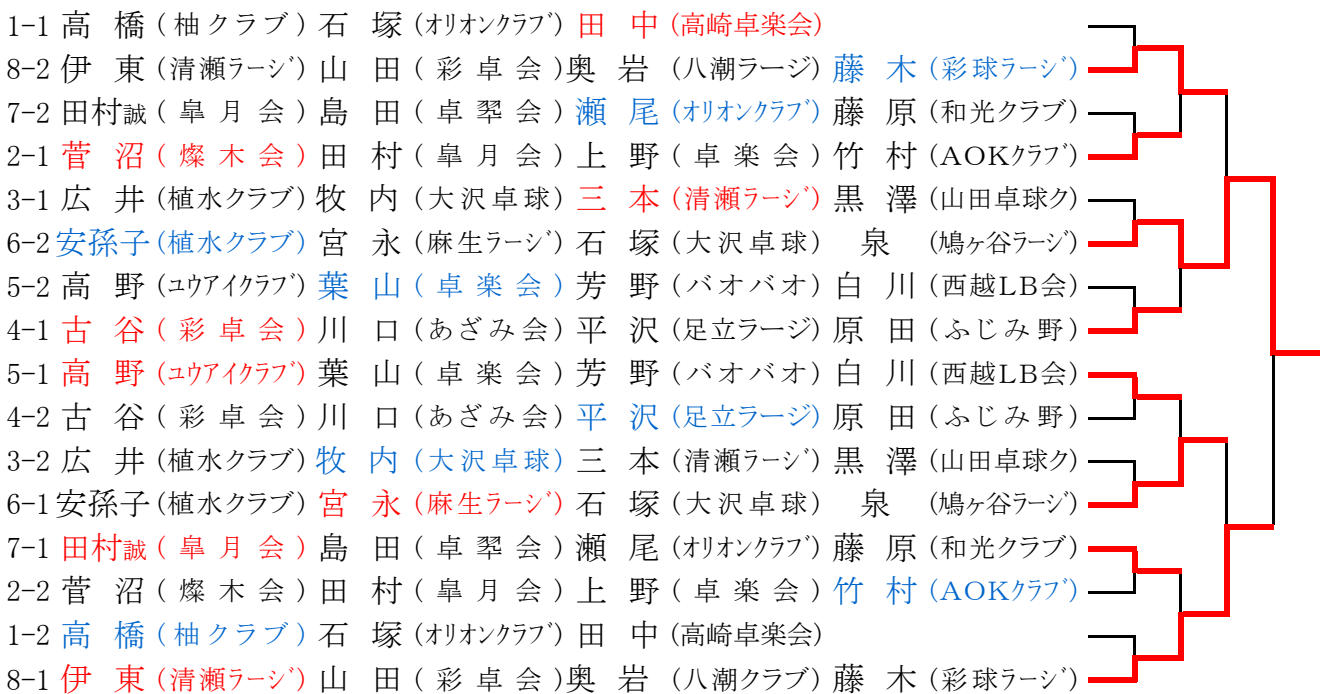 1-1 高 橋 (柚クラブ) 石 塚 (オリオンクラブ) 田 中 (高崎卓楽会)
8-2 伊 東 (清瀬ラージ) 山 田 (彩卓会) 奥 岩 (八潮ラージ) 藤 木 (彩球ラージ)
7-2 田村誠 (皐月会) 島 田 (卓翆会) 瀬 尾 (オリオンクラブ) 藤 原 (和光クラブ)
2-1 菅 沼 (燦木会) 田 村 (皐月会) 上 野 (卓楽会) 竹 村 (AOKクラブ)
3-1 広 井 (植水クラブ) 牧 内 (大沢卓球) 三 本 (清瀬ラージ) 黒 澤 (山田卓球ク)
6-2 安孫子 (植水クラブ) 宮 永 (麻生ラージ) 石 塚 (大沢卓球) 泉 (鳩ヶ谷ラージ)
5-2 高 野 (ユウアイクラブ) 葉 山 (卓楽会) 芳 野 (バオバオ) 白 川 (西越LB会)
4-1 古 谷 (彩卓会) 川 口 (あざみ会) 平 沢 (足立ラージ) 原 田 (ふじみ野)
5-1 高 野 (ユウアイクラブ) 葉 山 (卓楽会) 芳 野 (バオバオ) 白 川 (西越LB会)
4-2 古 谷 (彩卓会) 川 口 (あざみ会) 平 沢 (足立ラージ) 原 田 (ふじみ野)
3-2 広 井 (植水クラブ) 牧 内 (大沢卓球) 三 本 (清瀬ラージ) 黒 澤 (山田卓球ク)
6-1 安孫子 (植水クラブ) 宮 永 (麻生ラージ) 石 塚 (大沢卓球) 泉 (鳩ヶ谷ラージ)
7-1 田村誠 (皐月会) 島 田 (卓翆会) 瀬 尾 (オリオンクラブ) 藤 原 (和光クラブ)
2-2 菅 沼 (燦木会) 田 村 (皐月会) 上 野 (卓楽会) 竹 村 (AOKクラブ)
1-2 高 橋 (柚クラブ) 石 塚 (オリオンクラブ) 田 中 (高崎卓楽会)
8-1 伊 東 (清瀬ラージ) 山 田 (彩卓会) 奥 岩 (八潮クラブ) 藤 木 (彩球ラージ)